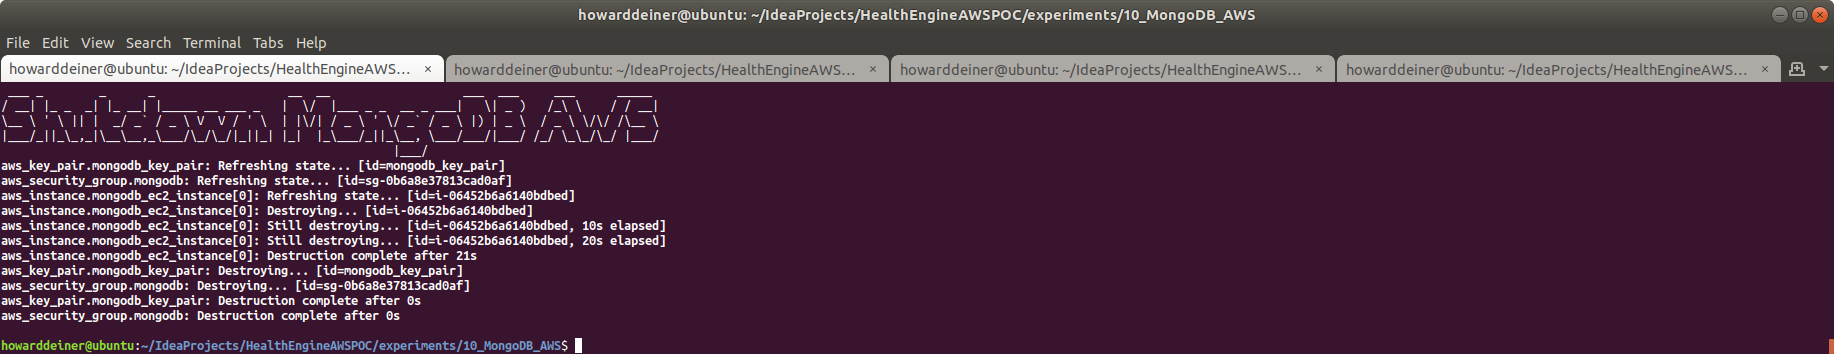 howarddeiner@ubuntu: ~/IdeaProjects/HealthEngineAWSPOC/experiments/10_MongoDB_AWS
File Edit View Search Terminal Tabs Help
howarddeiner@ubuntu: ~/IdeaProjects/HealthEngineAWS... × howarddeiner@ubuntu: ~/IdeaProjects/HealthEngineAWS... × howarddeiner@ubuntu: ~/IdeaProjects/HealthEngineAWS... × howarddeiner@ubuntu: ~/IdeaProjects/HealthEngineAWS... ×
Shutdown MongoDB AWS
aws_key_pair.mongodb_key_pair: Refreshing state... [id=mongodb_key_pair]
aws_security_group.mongodb: Refreshing state... [id=sg-0b6a8e37813cad0af]
aws_instance.mongodb_ec2_instance[0]: Refreshing state... [id=i-06452b6a6140bdbed]
aws_instance.mongodb_ec2_instance[0]: Destroying... [id=i-06452b6a6140bdbed]
aws_instance.mongodb_ec2_instance[0]: Still destroying... [id=i-06452b6a6140bdbed, 10s elapsed]
aws_instance.mongodb_ec2_instance[0]: Still destroying... [id=i-06452b6a6140bdbed, 20s elapsed]
aws_instance.mongodb_ec2_instance[0]: Destruction complete after 21s
aws_key_pair.mongodb_key_pair: Destroying... [id=mongodb_key_pair]
aws_security_group.mongodb: Destroying... [id=sg-0b6a8e37813cad0af]
aws_key_pair.mongodb_key_pair: Destruction complete after 0s
aws_security_group.mongodb: Destruction complete after 0s
howarddeiner@ubuntu:~/IdeaProjects/HealthEngineAWSPOC/experiments/10_MongoDB_AWS$